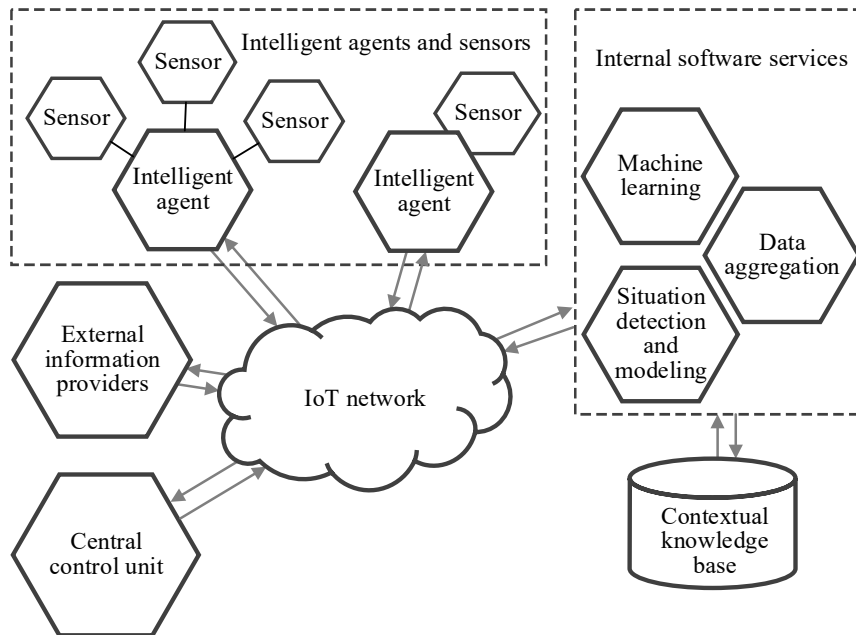 Intelligent agents and sensors
Sensor
Sensor
Sensor
Intelligent
agent
Sensor
Intelligent
agent
Internal software services
Machine
learning
Data
aggregation
Situation
detection
and
modeling
External
information
providers
IoT network
Central
control unit
Contextual
knowledge
base